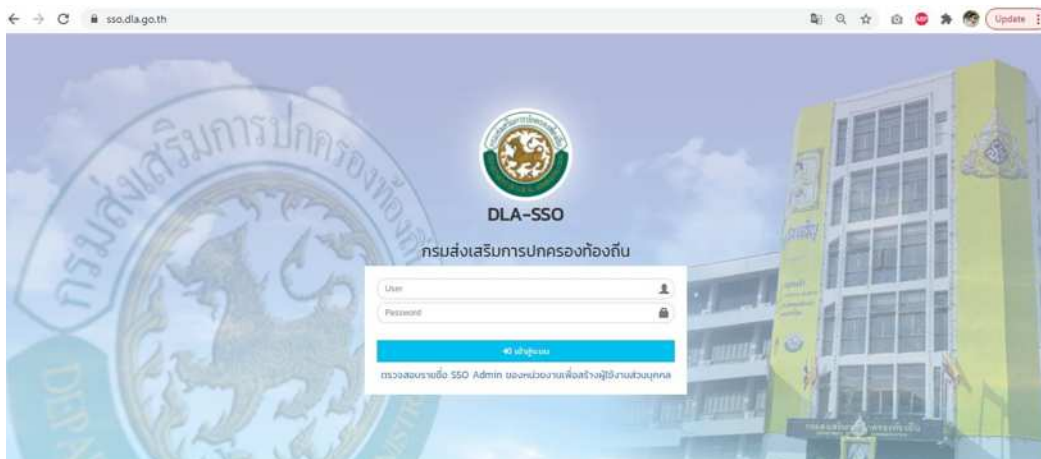 sso.dla.go.th
Update
กรมส่งเสริมการปกครองท้องถิ่น
DLA-SSO
กรมส่งเสริมการปกครองท้องถิ่น
User
Password
เข้าสู่ระบบ
ตรวจสอบรายชื่อ SSO Admin ของหน่วยงานเพื่อสร้างผู้ใช้งานส่วนบุคคล